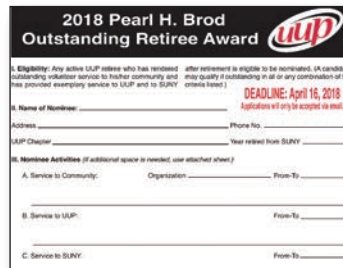 2018 Pearl H. Brod
Outstanding Retiree Award
uup
I. Eligibility: Any active UUP retiree who has rendered
outstanding volunteer service to his/her community and
has provided exemplary service to UUP and to SUNY
after retirement is eligible to be nominated. (A candidate
may qualify if outstanding in all or any combination of
criteria listed.)
DEADLINE: April 16, 2018
Applications will only be accepted via email.
II. Name of Nominee:
Address
Phone No.
UUP Chapter
Year retired from SUNY
III. Nominee Activities (If additional space is needed, use attached sheet.)
A. Service to Community:
Organization
From-To
B. Service to UUP:
From-To
C. Service to SUNY:
From-To